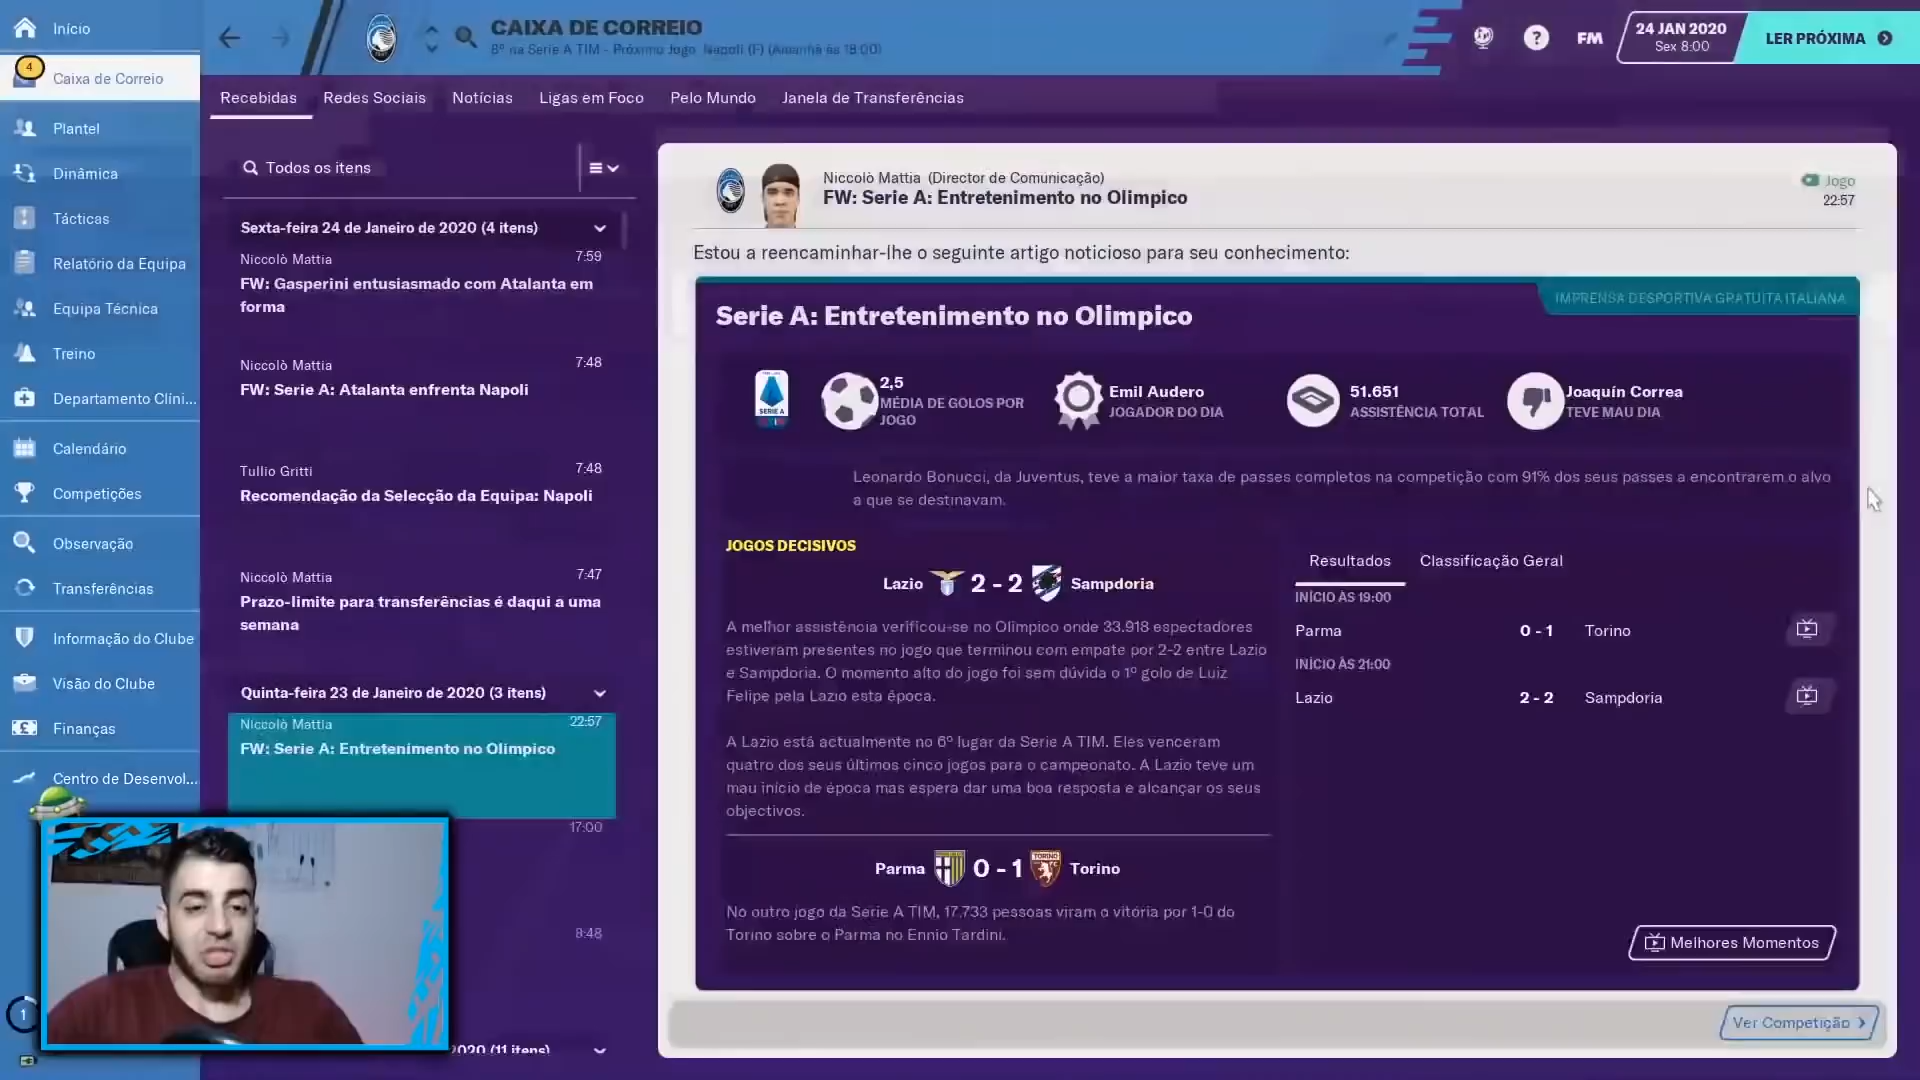 Início
4
Caixa de Correio
Plantel
Dinâmica
Tácticas
Relatório da Equipa
Equipa Técnica
Treino
Departamento Clíni...
Calendário
Competições
Observação
Transferências
Informação do Clube
Visão do Clube
Finanças
Centro de Desenvol...
1
CAIXA DE CORREIO
8º na Serie A TIM - Próximo Jogo: Napoli (F) (Amanhã às 18:00)
?
FM
24 JAN 2020
Sex 8:00
LER PRÓXIMA
Recebidas
Redes Sociais
Notícias
Ligas em Foco
Pelo Mundo
Janela de Transferências
Todos os itens
Sexta-feira 24 de Janeiro de 2020 (4 itens)
Niccolò Mattia 7:59
FW: Gasperini entusiasmado com Atalanta em
forma
Niccolò Mattia 7:48
FW: Serie A: Atalanta enfrenta Napoli
Tullio Gritti 7:48
Recomendação da Selecção da Equipa: Napoli
Niccolò Mattia 7:47
Prazo-limite para transferências é daqui a uma
semana
Quinta-feira 23 de Janeiro de 2020 (3 itens)
Niccolò Mattia 22:57
FW: Serie A: Entretenimento no Olimpico
17:00
8:48
2020 (11 itens)
Niccolò Mattia (Director de Comunicação)
FW: Serie A: Entretenimento no Olimpico
Jogo
22:57
Estou a reencaminhar-lhe o seguinte artigo noticioso para seu conhecimento:
IMPRENSA DESPORTIVA GRATUITA ITALIANA
Serie A: Entretenimento no Olimpico
SERIE A
2,5
MÉDIA DE GOLOS POR
JOGO
Emil Audero
JOGADOR DO DIA
51.651
ASSISTÊNCIA TOTAL
Joaquín Correa
TEVE MAU DIA
Leonardo Bonucci, da Juventus, teve a maior taxa de passes completos na competição com 91% dos seus passes a encontrarem o alvo
a que se destinavam.
JOGOS DECISIVOS
Lazio 2 - 2 Sampdoria
A melhor assistência verificou-se no Olimpico onde 33.918 espectadores
estiveram presentes no jogo que terminou com empate por 2-2 entre Lazio
e Sampdoria. O momento alto do jogo foi sem dúvida o 1º golo de Luiz
Felipe pela Lazio esta época.
A Lazio está actualmente no 6º lugar da Serie A TIM. Eles venceram
quatro dos seus últimos cinco jogos para o campeonato. A Lazio teve um
mau início de época mas espera dar uma boa resposta e alcançar os seus
objectivos.
Parma 0 - 1 Torino
No outro jogo da Serie A TIM, 17.733 pessoas viram a vitória por 1-0 do
Torino sobre o Parma no Ennio Tardini.
Resultados
Classificação Geral
INÍCIO ÀS 19:00
Parma 0 - 1 Torino
INÍCIO ÀS 21:00
Lazio 2 - 2 Sampdoria
Melhores Momentos
Ver Competição